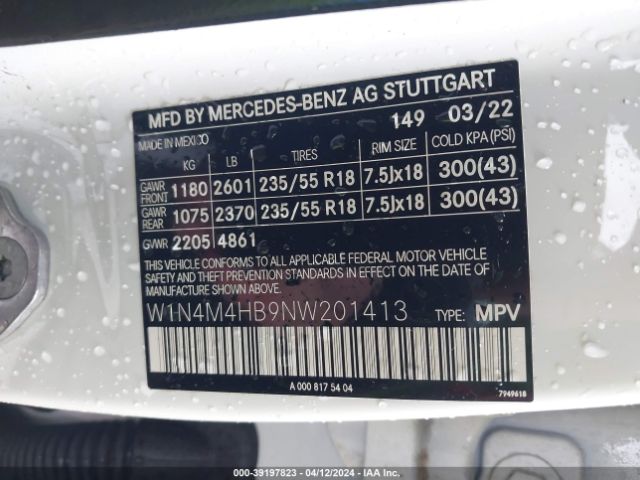 MFD BY MERCEDES-BENZ AG STUTTGART
149 03/22
MADE IN MEXICO
KG LB TIRES RIM SIZE COLD KPA(PSI)
GAWR FRONT 1180 2601 235/55 R18 7.5Jx18 300(43)
GAWR REAR 1075 2370 235/55 R18 7.5Jx18 300(43)
GVWR 2205 4861
THIS VEHICLE CONFORMS TO ALL APPLICABLE FEDERAL MOTOR VEHICLE
SAFETY AND THEFT PREVENTION STANDARDS IN EFFECT ON THE DATE OF
MANUFACTURE SHOWN ABOVE.
W1N4M4HB9NW201413 TYPE: MPV
A 000 817 54 04
7949618
000-39197823 - 04/12/2024 - IAA Inc.